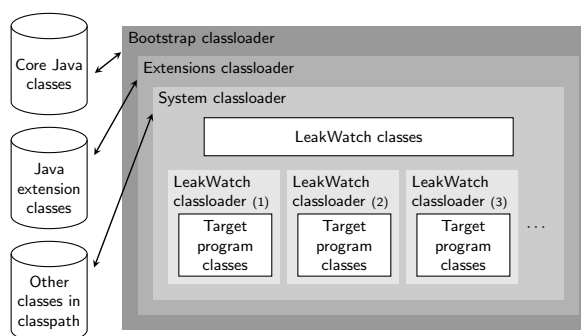 Bootstrap classloader
Core Java
classes
Extensions classloader
System classloader
LeakWatch classes
Java
extension
classes
LeakWatch
classloader (1)
Target
program
classes
LeakWatch
classloader (2)
Target
program
classes
LeakWatch
classloader (3)
Target
program
classes
...
Other
classes in
classpath